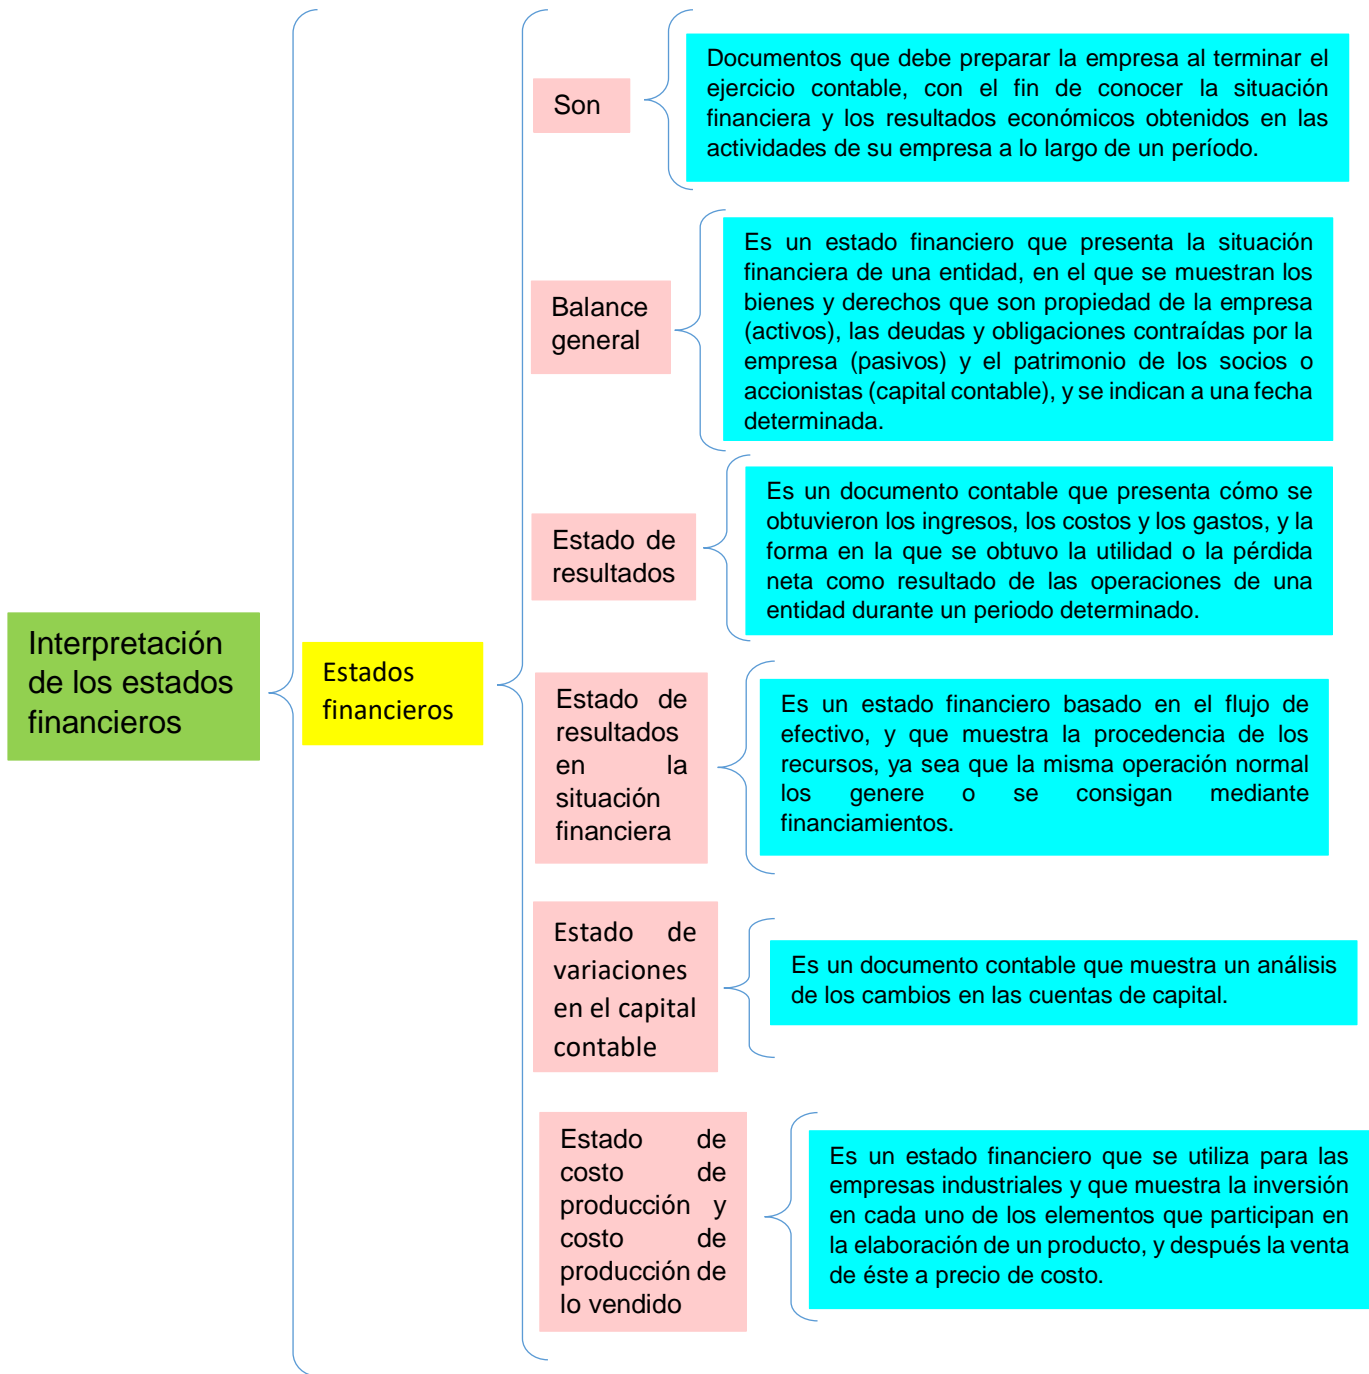 Interpretación
de los estados
financieros
Estados
financieros
Son
Documentos que debe preparar la empresa al terminar el
ejercicio contable, con el fin de conocer la situación
financiera y los resultados económicos obtenidos en las
actividades de su empresa a lo largo de un período.
Balance
general
Es un estado financiero que presenta la situación
financiera de una entidad, en el que se muestran los
bienes y derechos que son propiedad de la empresa
(activos), las deudas y obligaciones contraídas por la
empresa (pasivos) y el patrimonio de los socios o
accionistas (capital contable), y se indican a una fecha
determinada.
Estado de
resultados
Es un documento contable que presenta cómo se
obtuvieron los ingresos, los costos y los gastos, y la
forma en la que se obtuvo la utilidad o la pérdida
neta como resultado de las operaciones de una
entidad durante un periodo determinado.
Estado de
resultados
en la
situación
financiera
Es un estado financiero basado en el flujo de
efectivo, y que muestra la procedencia de los
recursos, ya sea que la misma operación normal
los genere o se consigan mediante
financiamientos.
Estado de
variaciones
en el capital
contable
Es un documento contable que muestra un análisis
de los cambios en las cuentas de capital.
Estado de
costo de
producción y
costo de
producción de
lo vendido
Es un estado financiero que se utiliza para las
empresas industriales y que muestra la inversión
en cada uno de los elementos que participan en
la elaboración de un producto, y después la venta
de éste a precio de costo.